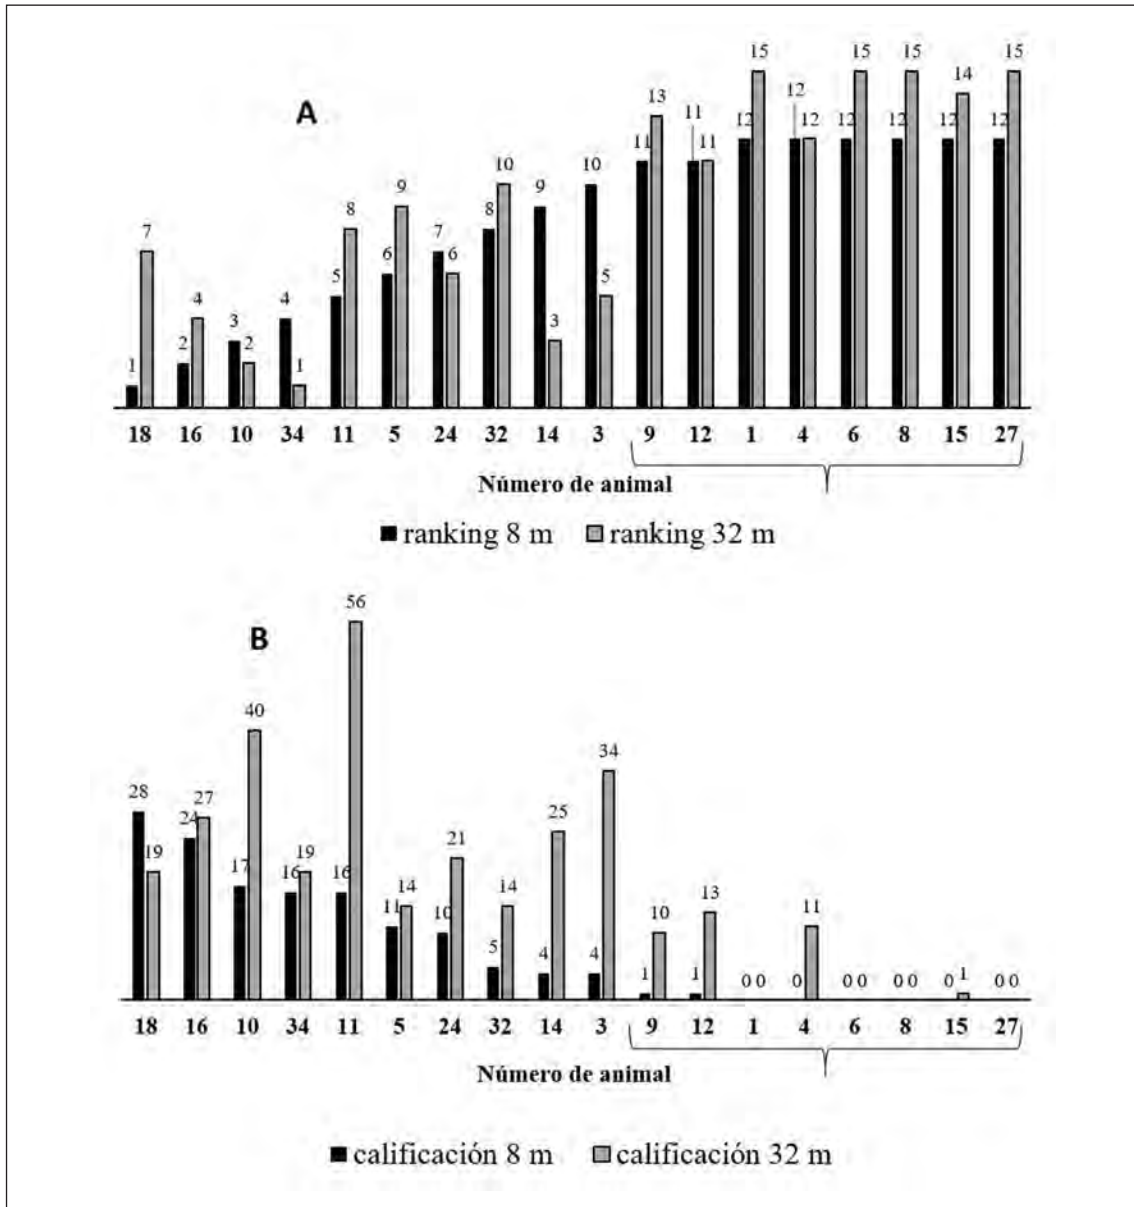 A
1 7 2 4 3 2 4 1 5 8 6 9 7 6 8 10 9 3 10 5 11 13 11 11 12 15 12 12 12 15 12 15 12 14 12 15
18 16 10 34 11 5 24 32 14 3 9 12 1 4 6 8 15 27
Número de animal
ranking 8 m ranking 32 m
B
28 19 24 27 17 40 16 19 16 56 11 14 10 21 5 14 4 25 4 34 1 10 1 13 0 0 0 11 0 0 0 0 0 1 0 0
18 16 10 34 11 5 24 32 14 3 9 12 1 4 6 8 15 27
Número de animal
calificación 8 m calificación 32 m